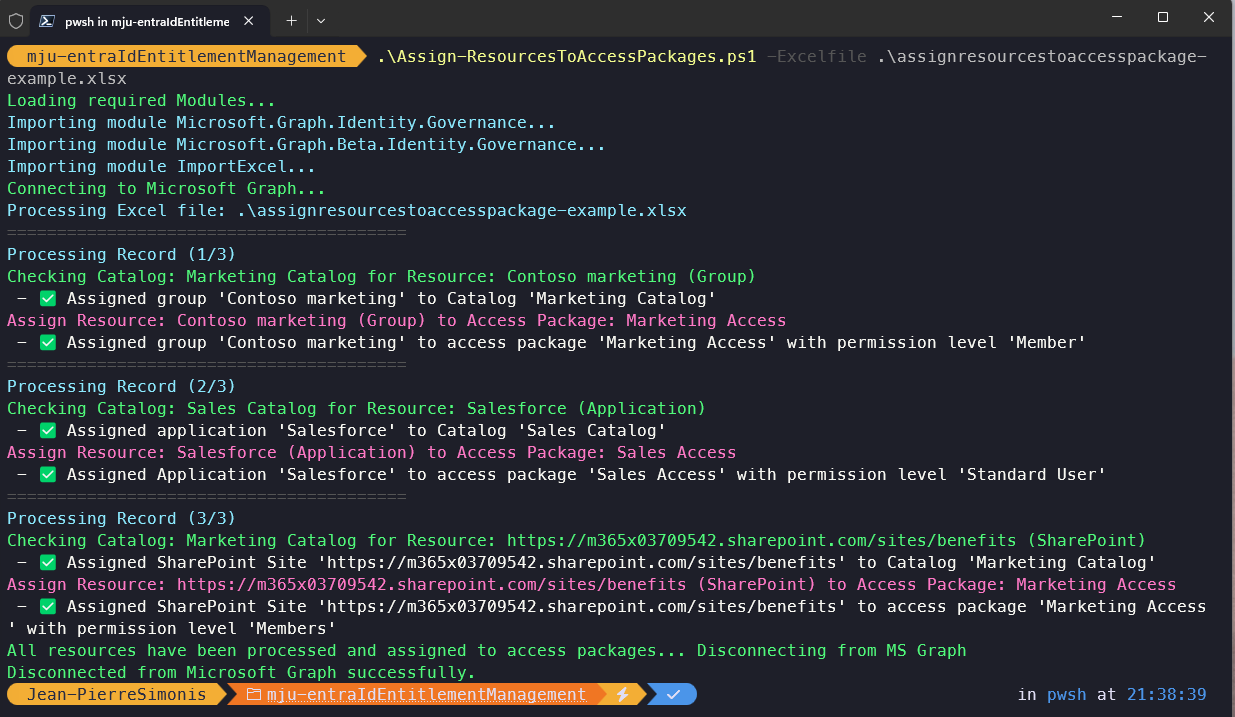 pwsh in mju-entraIdEntitleme
mju-entraIdEntitlementManagement .\Assign-ResourcesToAccessPackages.ps1 -Excelfile .\assignresourcestoaccesspackage-
example.xlsx
Loading required Modules...
Importing module Microsoft.Graph.Identity.Governance...
Importing module Microsoft.Graph.Beta.Identity.Governance...
Importing module ImportExcel...
Connecting to Microsoft Graph...
Processing Excel file: .\assignresourcestoaccesspackage-example.xlsx
========================================
Processing Record (1/3)
Checking Catalog: Marketing Catalog for Resource: Contoso marketing (Group)
- ✅ Assigned group 'Contoso marketing' to Catalog 'Marketing Catalog'
Assign Resource: Contoso marketing (Group) to Access Package: Marketing Access
- ✅ Assigned group 'Contoso marketing' to access package 'Marketing Access' with permission level 'Member'
========================================
Processing Record (2/3)
Checking Catalog: Sales Catalog for Resource: Salesforce (Application)
- ✅ Assigned application 'Salesforce' to Catalog 'Sales Catalog'
Assign Resource: Salesforce (Application) to Access Package: Sales Access
- ✅ Assigned Application 'Salesforce' to access package 'Sales Access' with permission level 'Standard User'
========================================
Processing Record (3/3)
Checking Catalog: Marketing Catalog for Resource: https://m365x03709542.sharepoint.com/sites/benefits (SharePoint)
- ✅ Assigned SharePoint Site 'https://m365x03709542.sharepoint.com/sites/benefits' to Catalog 'Marketing Catalog'
Assign Resource: https://m365x03709542.sharepoint.com/sites/benefits (SharePoint) to Access Package: Marketing Access
- ✅ Assigned SharePoint Site 'https://m365x03709542.sharepoint.com/sites/benefits' to access package 'Marketing Access
' with permission level 'Members'
All resources have been processed and assigned to access packages... Disconnecting from MS Graph
Disconnected from Microsoft Graph successfully.
Jean-PierreSimonis mju-entraIdEntitlementManagement in pwsh at 21:38:39